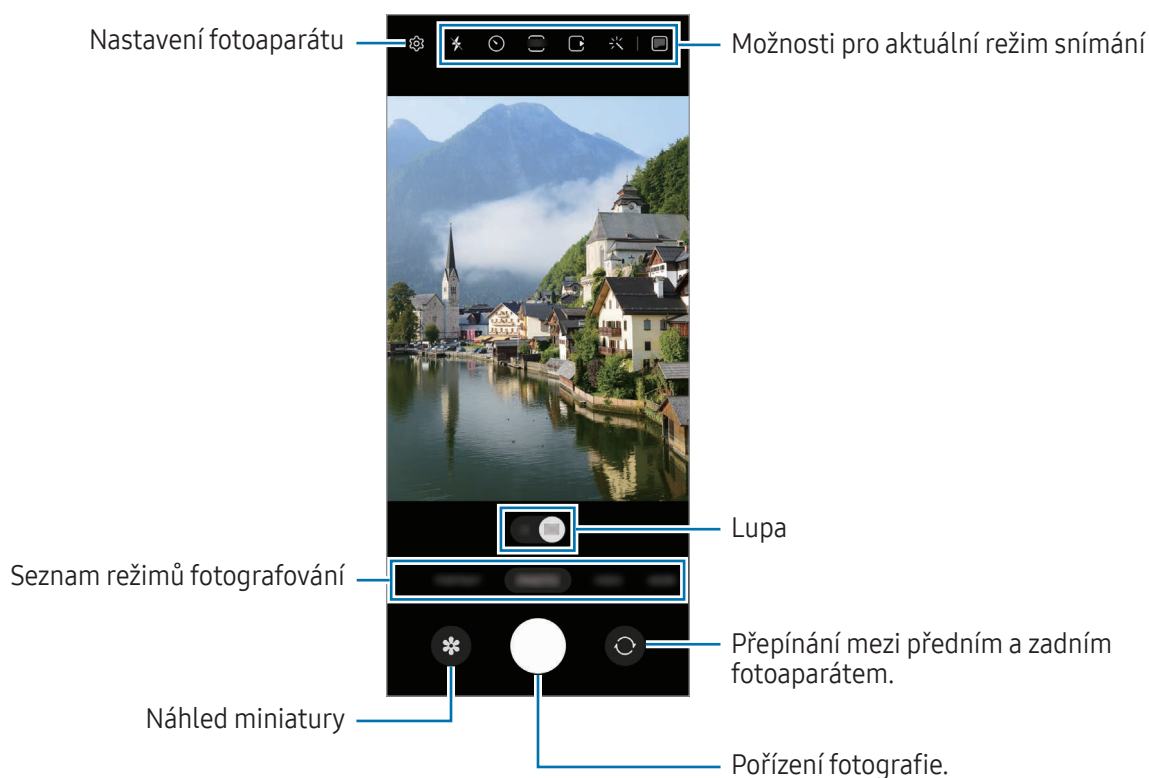 Nastavení fotoaparátu
Možnosti pro aktuální režim snímání
Lupa
Seznam režimů fotografování
Přepínání mezi předním a zadním
fotoaparátem.
Náhled miniatury
Pořízení fotografie.